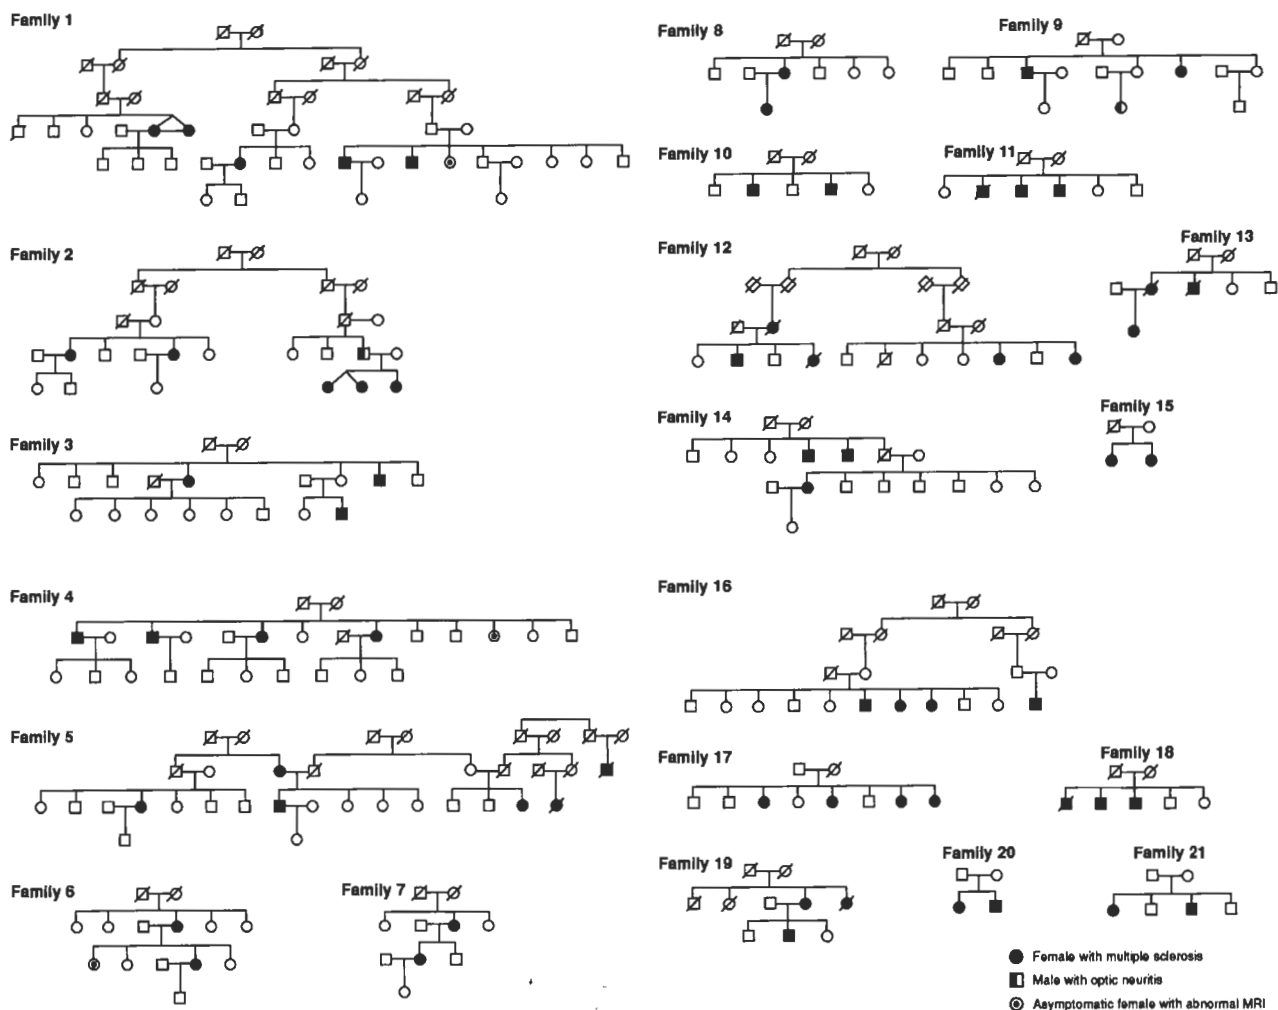 Family 1
Family 2
Family 3
Family 4
Family 5
Family 6
Family 7
Family 8
Family 9
Family 10
Family 11
Family 12
Family 13
Family 14
Family 15
Family 16
Family 17
Family 18
Family 19
Family 20
Family 21
Female with multiple sclerosis
Male with optic neuritis
Asymptomatic female with abnormal MRI